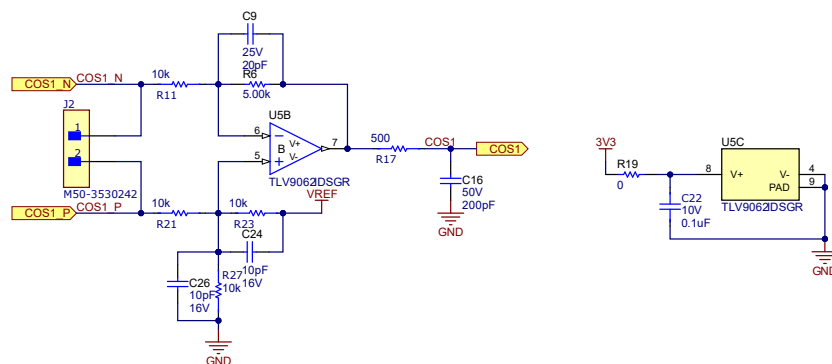 C9
25V
20pF
R6
5.00k
COS1_N
COS1_N
10k
R11
J2
1
2
M50-3530242
U5B
6
5
7
B
V+
V-
TLV9062IDSGR
500
R17
COS1
COS1
C16
50V
200pF
GND
COS1_P
COS1_P
10k
R21
10k
R23
VREF
C24
10pF
16V
C26
10pF
16V
R27
10k
GND
3V3
R19
0
U5C
8
V+
V-
4
PAD
9
TLV9062IDSGR
C22
10V
0.1uF
GND